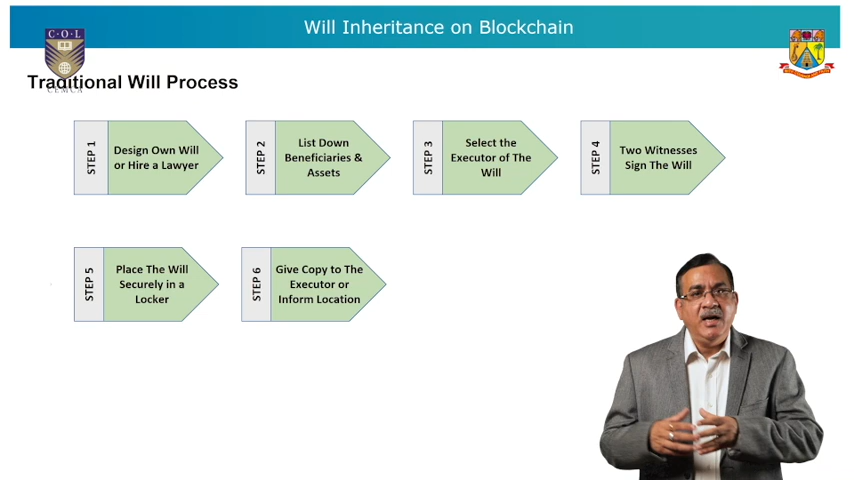 Will Inheritance on Blockchain
C·O·L
CEMCA
Traditional Will Process
STEP 1
Design Own Will
or Hire a Lawyer
STEP 2
List Down
Beneficiaries &
Assets
STEP 3
Select the
Executor of The
Will
STEP 4
Two Witnesses
Sign The Will
STEP 5
Place The Will
Securely in a
Locker
STEP 6
Give Copy to The
Executor or
Inform Location